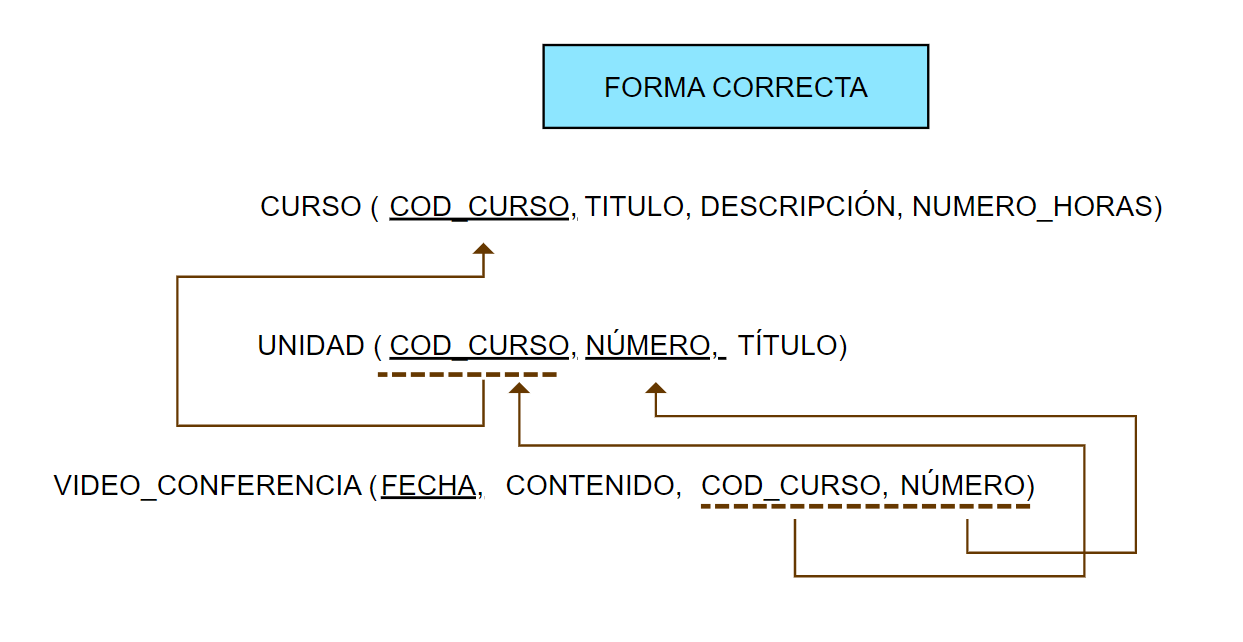 FORMA CORRECTA
CURSO ( COD_CURSO, TITULO, DESCRIPCIÓN, NUMERO_HORAS)
UNIDAD ( COD_CURSO, NÚMERO, TÍTULO)
VIDEO_CONFERENCIA (FECHA, CONTENIDO, COD_CURSO, NÚMERO)